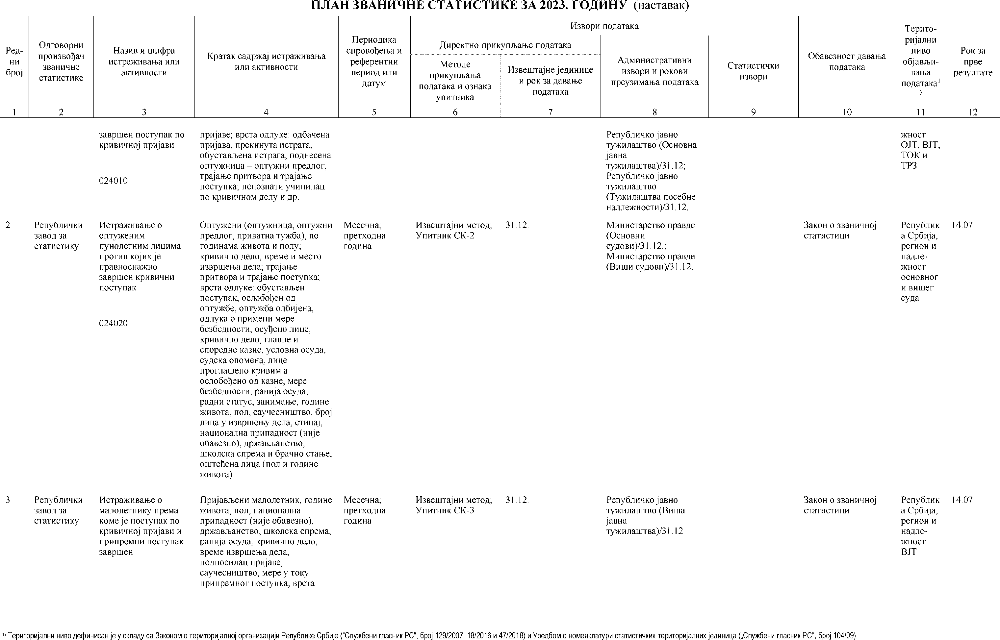 ПЛАН ЗВАНИЧНЕ СТАТИСТИКЕ ЗА 2023. ГОДИНУ (наставак)
Ред-
ни
број
Одговорни
произвођач
званичне
статистике
Назив и шифра
истраживања или
активности
Кратак садржај истраживања
или активности
Периодика
спровођења и
референтни
период или
датум
Извори података
Директно прикупљање података
Методе
прикупљања
података и ознака
упитника
Извештајне јединице
и рок за давање
података
Административни
извори и рокови
преузимања података
Статистички
извори
Обавезност давања
података
Терито-
ријални
ниво
објављи-
вања
података¹
)
Рок за
прве
резултате
1 2 3 4 5 6 7 8 9 10 11 12
завршен поступак по
кривичној пријави
024010
пријаве; врста одлуке: одбачена
пријава, прекинута истрага,
обустављена истрага, поднесена
оптужница – оптужни предлог,
трајање притвора и трајање
поступка; непознати учинилац
по кривичном делу и др.
Републичко јавно
тужилаштво (Основна
јавна
тужилаштва)/31.12;
Републичко јавно
тужилаштво
(Тужилаштва посебне
надлежности)/31.12.
жност
ОЈТ, ВЈТ,
ТОК и
ТРЗ
2
Републички
завод за
статистику
Истраживање о
оптуженим
пунолетним лицима
против којих је
правноснажно
завршен кривични
поступак
024020
Оптужени (оптужница, оптужни
предлог, приватна тужба), по
годинама живота и полу;
кривично дело; време и место
извршења дела; трајање
притвора и трајање поступка;
врста одлуке: обустављен
поступак, ослобођен од
оптужбе, оптужба одбијена,
одлука о примени мере
безбедности, осуђено лице,
кривично дело, главне и
споредне казне, условна осуда,
судска опомена, лице
проглашено кривим а
ослобођено од казне, мере
безбедности, ранија осуда,
радни статус, занимање, године
живота, пол, саучесништво, број
лица у извршењу дела, стицај,
национална припадност (није
обавезно), држављанство,
школска спрема и брачно стање,
оштећена лица (пол и године
живота)
Месечна;
претходна
година
Извештајни метод;
Упитник СК-2
31.12.
Министарство правде
(Основни
судови)/31.12.;
Министарство правде
(Виши судови)/31.12.
Закон о званичној
статистици
Републик
а Србија,
регион и
надле-
жност
основног
и вишег
суда
14.07.
3
Републички
завод за
статистику
Истраживање о
малолетнику према
коме је поступак по
кривичној пријави и
припремни поступак
завршен
Пријављени малолетник, године
живота, пол, национална
припадност (није обавезно),
држављанство, школска спрема,
ранија осуда, кривично дело,
време извршења дела,
подносилац пријаве,
саучесништво, мере у току
припремног поступка, врста
Месечна;
претходна
година
Извештајни метод;
Упитник СК-3
31.12.
Републичко јавно
тужилаштво (Виша
јавна
тужилаштва)/31.12
Закон о званичној
статистици
Републик
а Србија,
регион и
надле-
жност
ВЈТ
14.07.
¹⁾ Територијални ниво дефинисан је у складу са Законом о територијалној организацији Републике Србије ("Службени гласник РС", број 129/2007, 18/2016 и 47/2018) и Уредбом о номенклатури статистичких територијалних јединица („Службени гласник РС", број 104/09).